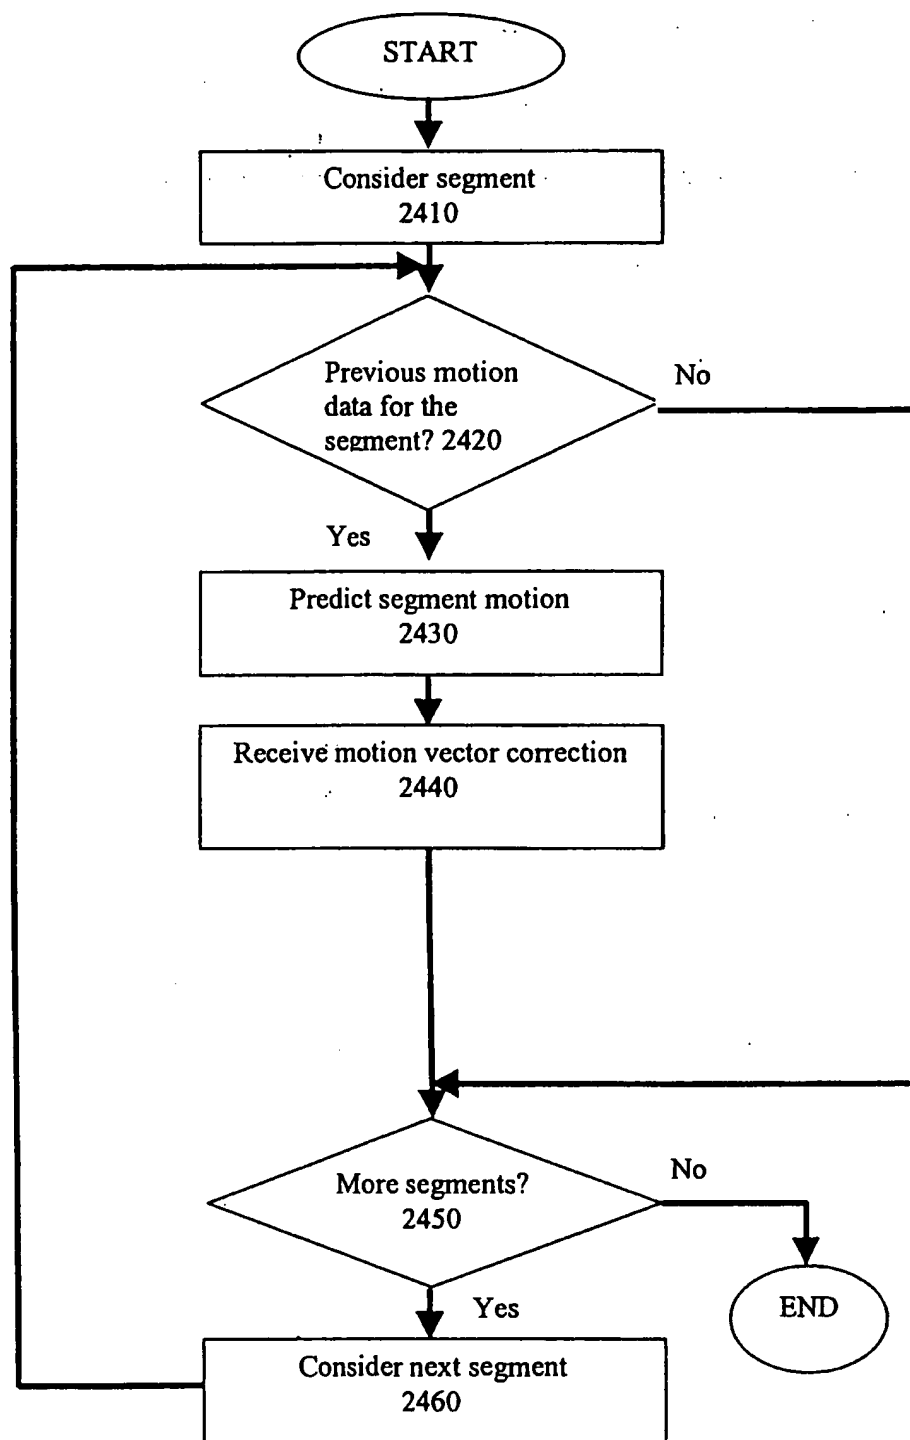 START
Consider segment
2410
Previous motion
data for the
segment? 2420
No
Yes
Predict segment motion
2430
Receive motion vector correction
2440
More segments?
2450
No
Yes
END
Consider next segment
2460